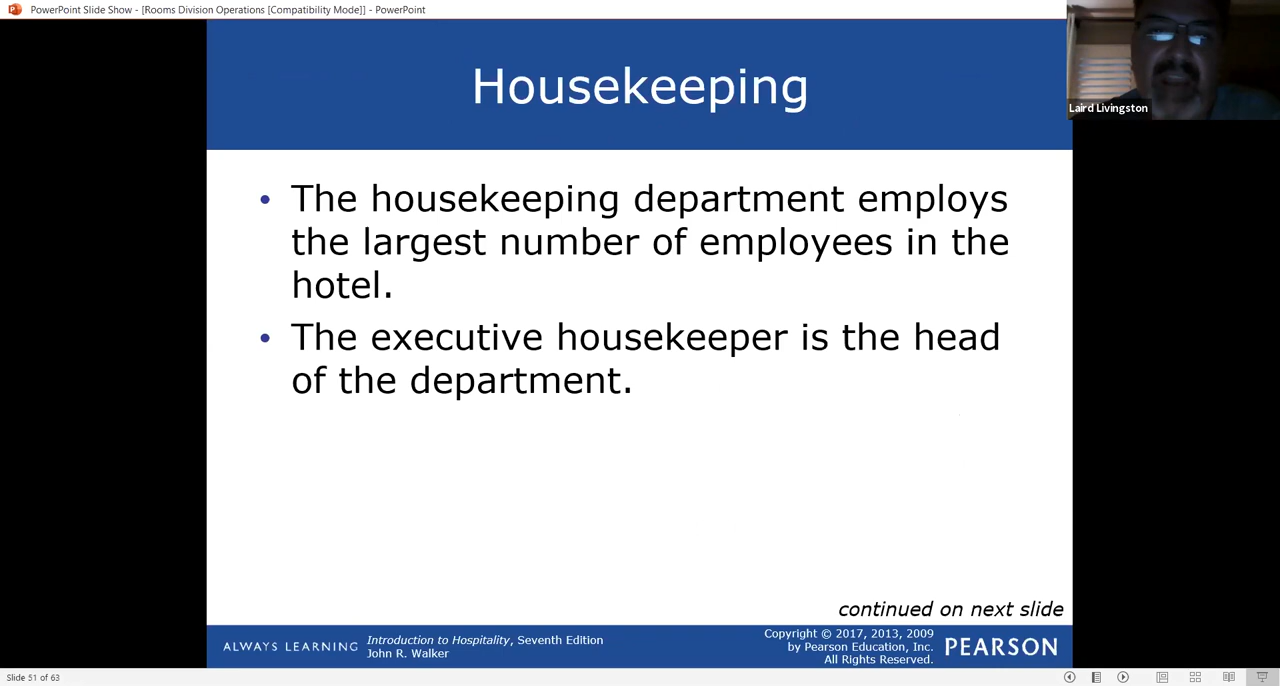 PowerPoint Slide Show - [Rooms Division Operations [Compatibility Mode]] - PowerPoint
Housekeeping
Laird Livingston
• The housekeeping department employs
the largest number of employees in the
hotel.
• The executive housekeeper is the head
of the department.
continued on next slide
ALWAYS LEARNING
Introduction to Hospitality, Seventh Edition
John R. Walker
Copyright © 2017, 2013, 2009
by Pearson Education, Inc.
All Rights Reserved.
PEARSON
Slide 51 of 63